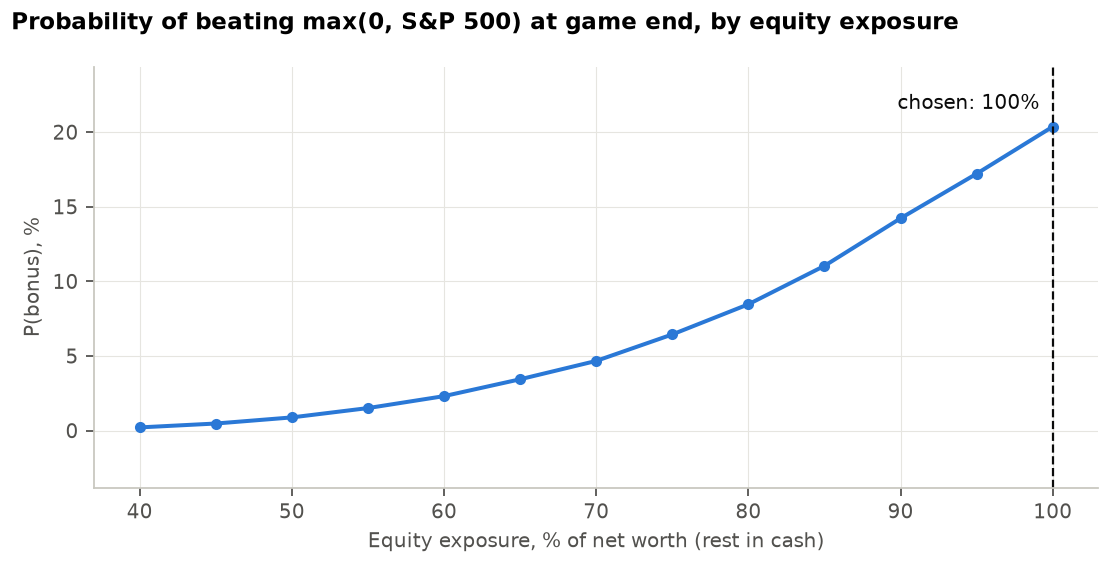 Probability of beating max(0, S&P 500) at game end, by equity exposure
chosen: 100%
20
15
10
5
0
P(bonus), %
40 50 60 70 80 90 100
Equity exposure, % of net worth (rest in cash)